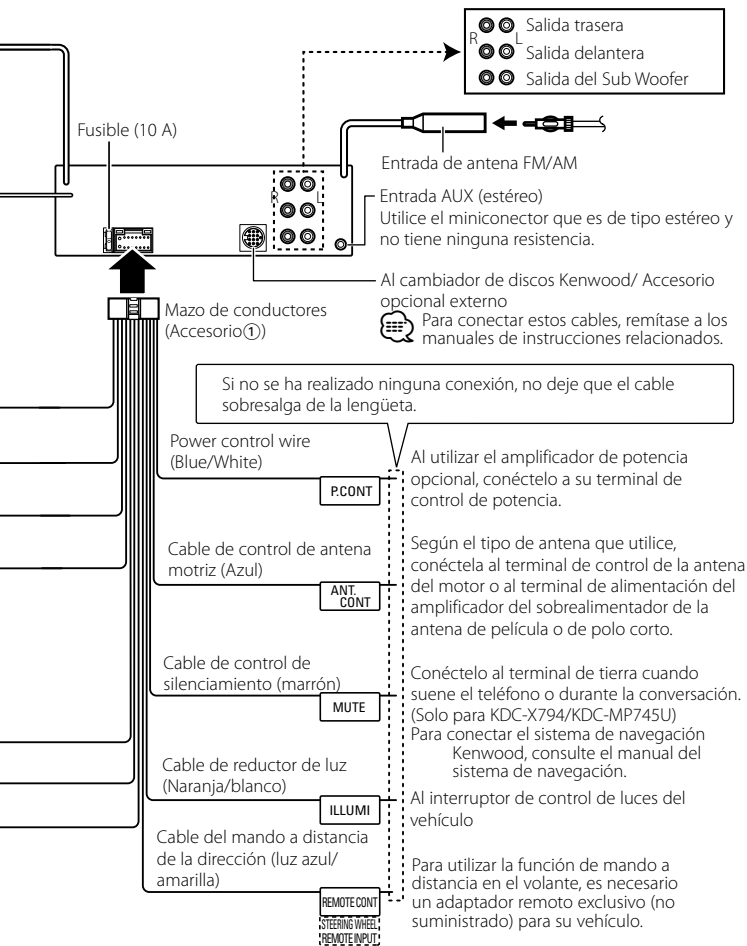 Salida trasera
R
L
Salida delantera
Salida del Sub Woofer
Fusible (10 A)
Entrada de antena FM/AM
R
L
Entrada AUX (estéreo)
Utilice el miniconector que es de tipo estéreo y
no tiene ninguna resistencia.
Al cambiador de discos Kenwood/ Accesorio
opcional externo
Para conectar estos cables, remítase a los
manuales de instrucciones relacionados.
Mazo de conductores
(Accesorio①)
Si no se ha realizado ninguna conexión, no deje que el cable
sobresalga de la lengüeta.
Power control wire
(Blue/White)
P.CONT
Al utilizar el amplificador de potencia
opcional, conéctelo a su terminal de
control de potencia.
Cable de control de antena
motriz (Azul)
ANT.
CONT
Según el tipo de antena que utilice,
conéctela al terminal de control de la antena
del motor o al terminal de alimentación del
amplificador del sobrealimentador de la
antena de película o de polo corto.
Cable de control de
silenciamiento (marrón)
MUTE
Conéctelo al terminal de tierra cuando
suene el teléfono o durante la conversación.
(Solo para KDC-X794/KDC-MP745U)
Para conectar el sistema de navegación
Kenwood, consulte el manual del
sistema de navegación.
Cable de reductor de luz
(Naranja/blanco)
ILLUMI
Al interruptor de control de luces del
vehículo
Cable del mando a distancia
de la dirección (luz azul/
amarilla)
REMOTE CONT
STEERING WHEEL
REMOTE INPUT
Para utilizar la función de mando a
distancia en el volante, es necesario
un adaptador remoto exclusivo (no
suministrado) para su vehículo.